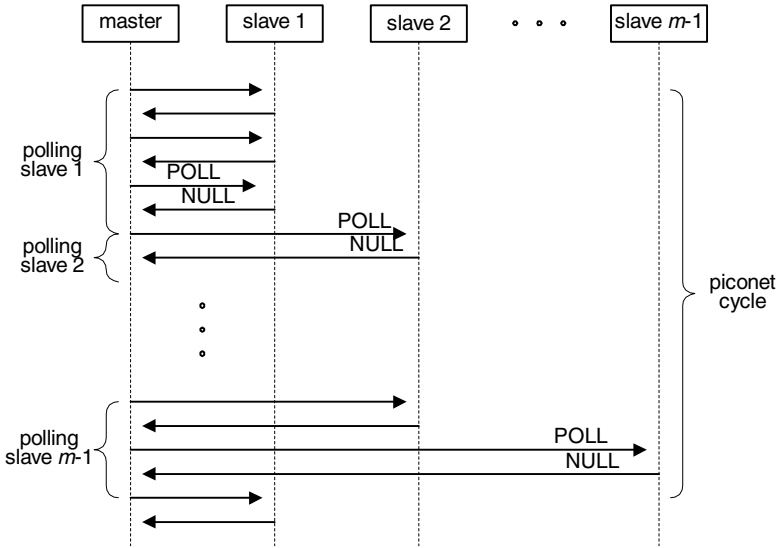 master
slave 1
slave 2
slave m-1
polling
slave 1
POLL
NULL
POLL
polling
slave 2
NULL
piconet
cycle
polling
slave m-1
POLL
NULL